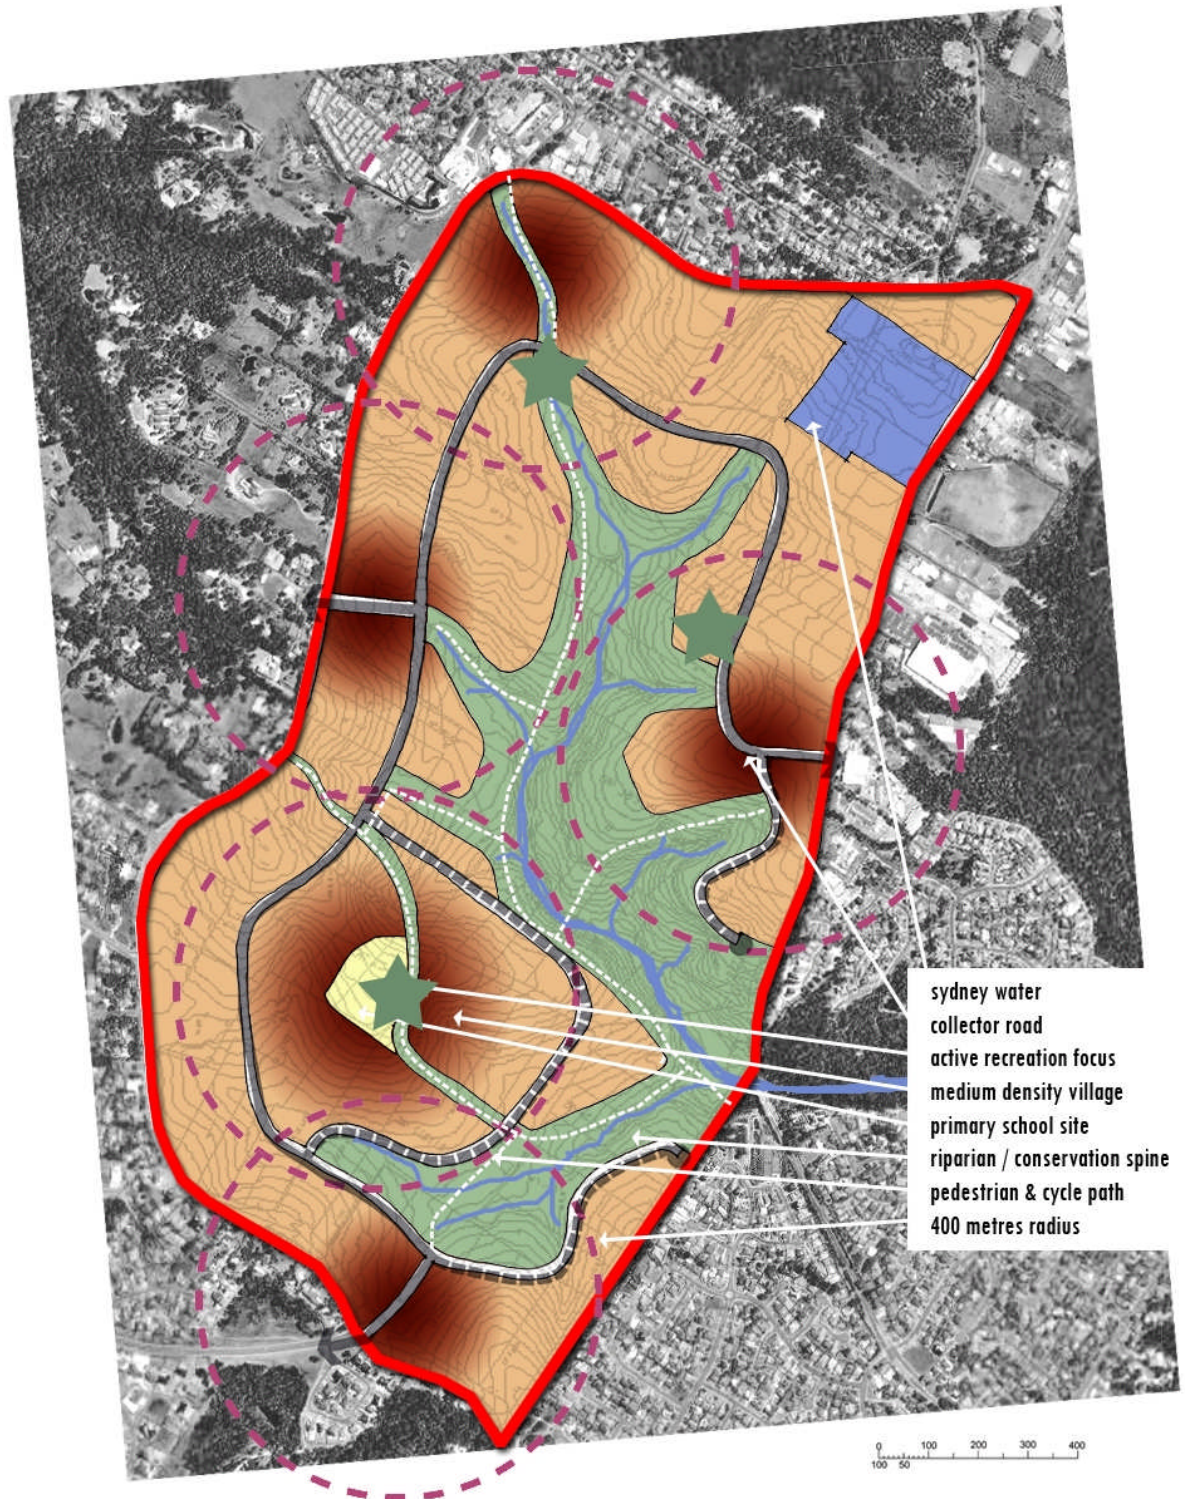 sydney water
collector road
active recreation focus
medium density village
primary school site
riparian / conservation spine
pedestrian & cycle path
400 metres radius
0 100 200 300 400
100 50